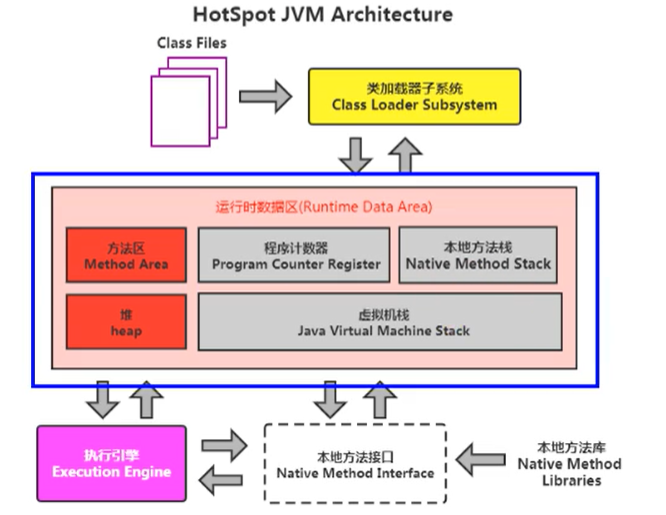 HotSpot JVM Architecture
Class Files
类加载器子系统
Class Loader Subsystem
运行时数据区(Runtime Data Area)
方法区
Method Area
程序计数器
Program Counter Register
本地方法栈
Native Method Stack
堆
heap
虚拟机栈
Java Virtual Machine Stack
执行引擎
Execution Engine
本地方法接口
Native Method Interface
本地方法库
Native Method
Libraries